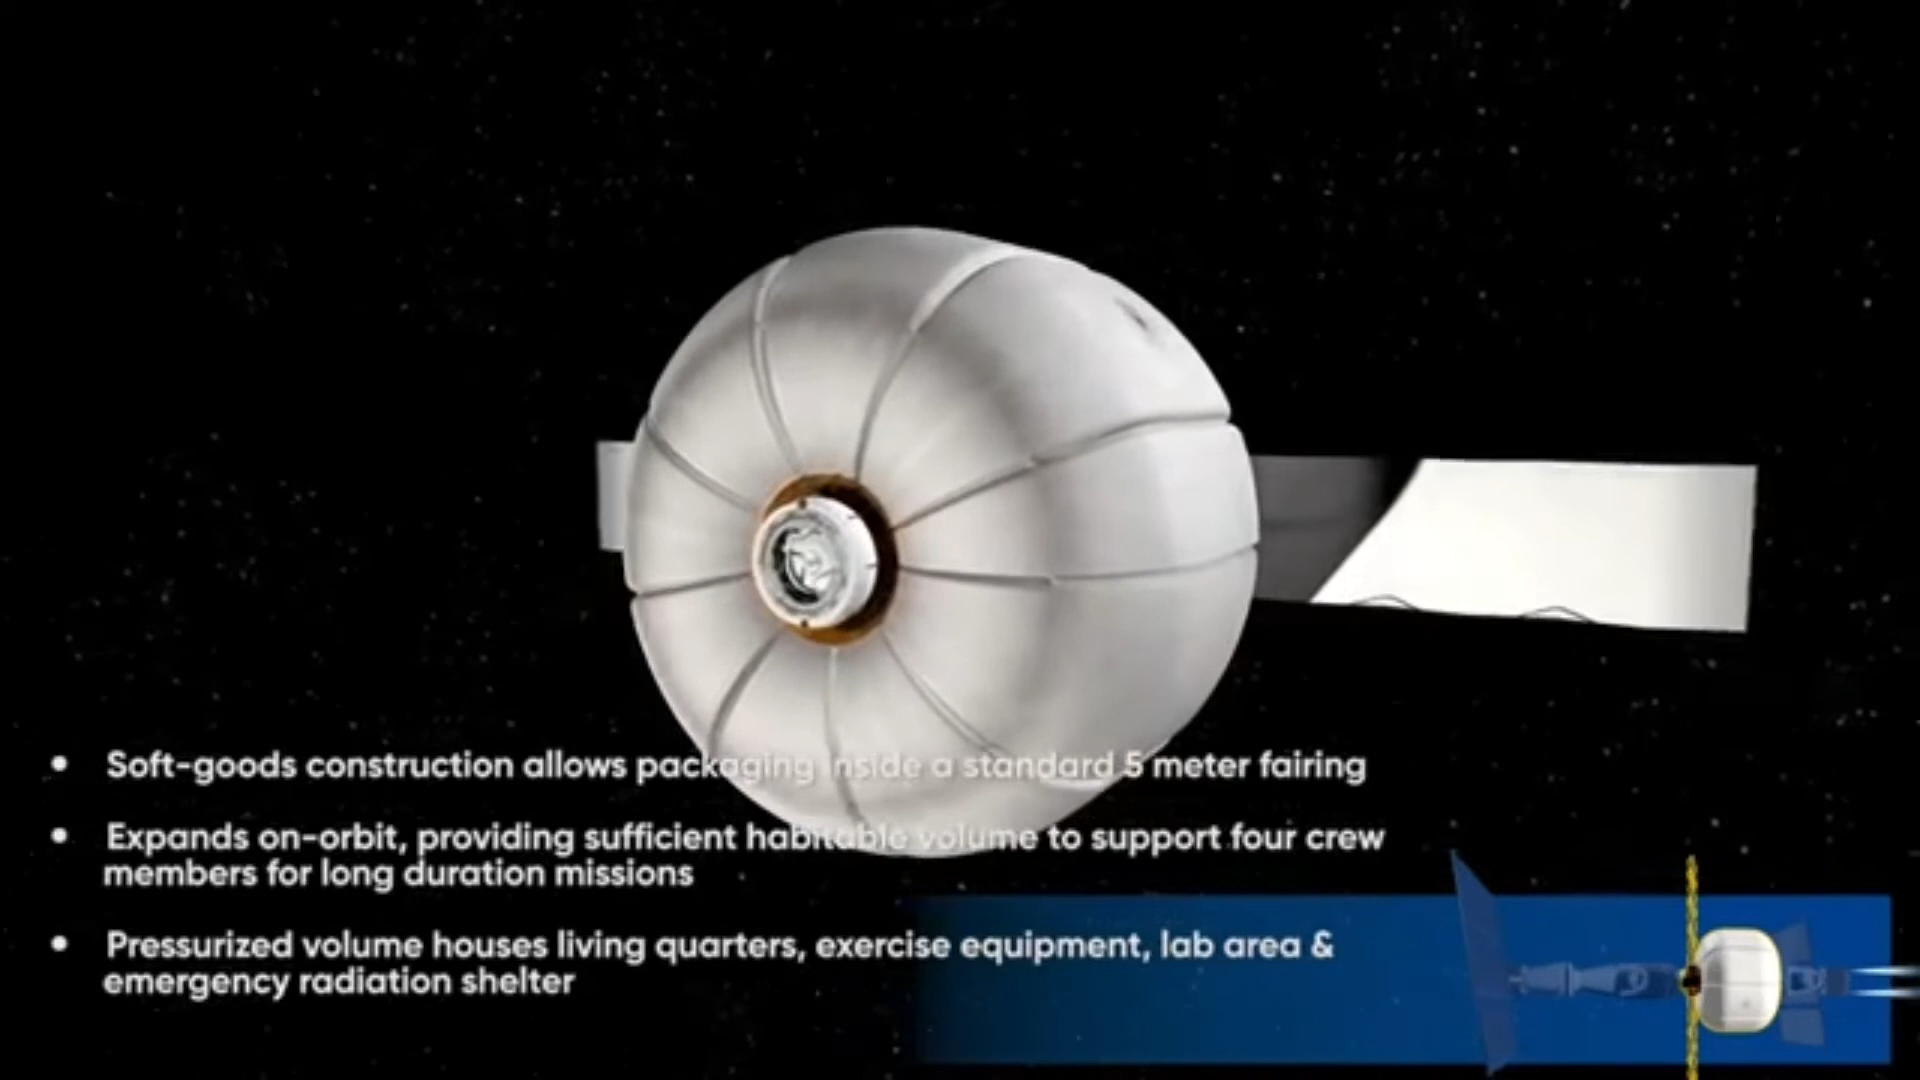 • Soft-goods construction allows packaging inside a standard 5 meter fairing
• Expands on-orbit, providing sufficient habitable volume to support four crew
members for long duration missions
• Pressurized volume houses living quarters, exercise equipment, lab area &
emergency radiation shelter